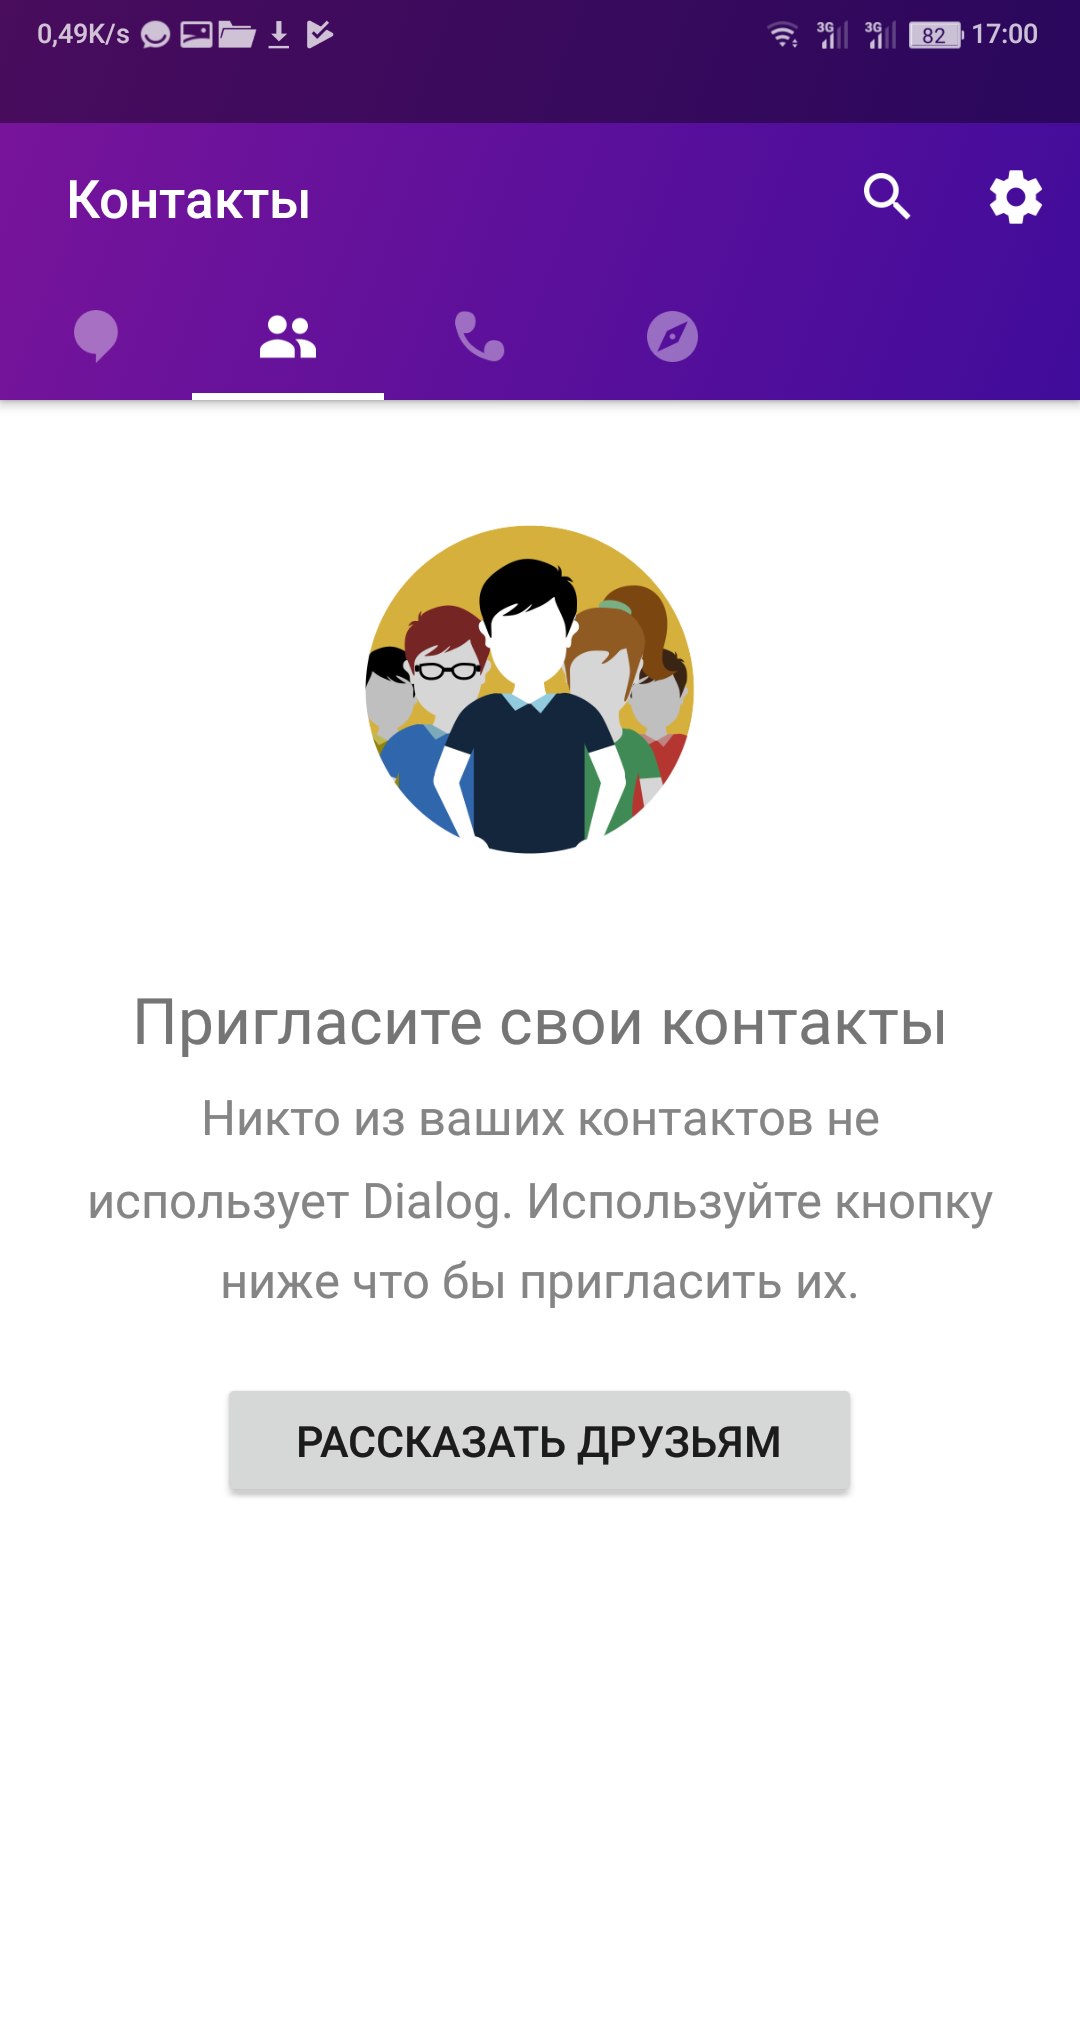 0,49K/s 3G 3G 82 17:00
Контакты
Пригласите свои контакты
Никто из ваших контактов не
использует Dialog. Используйте кнопку
ниже что бы пригласить их.
РАССКАЗАТЬ ДРУЗЬЯМ